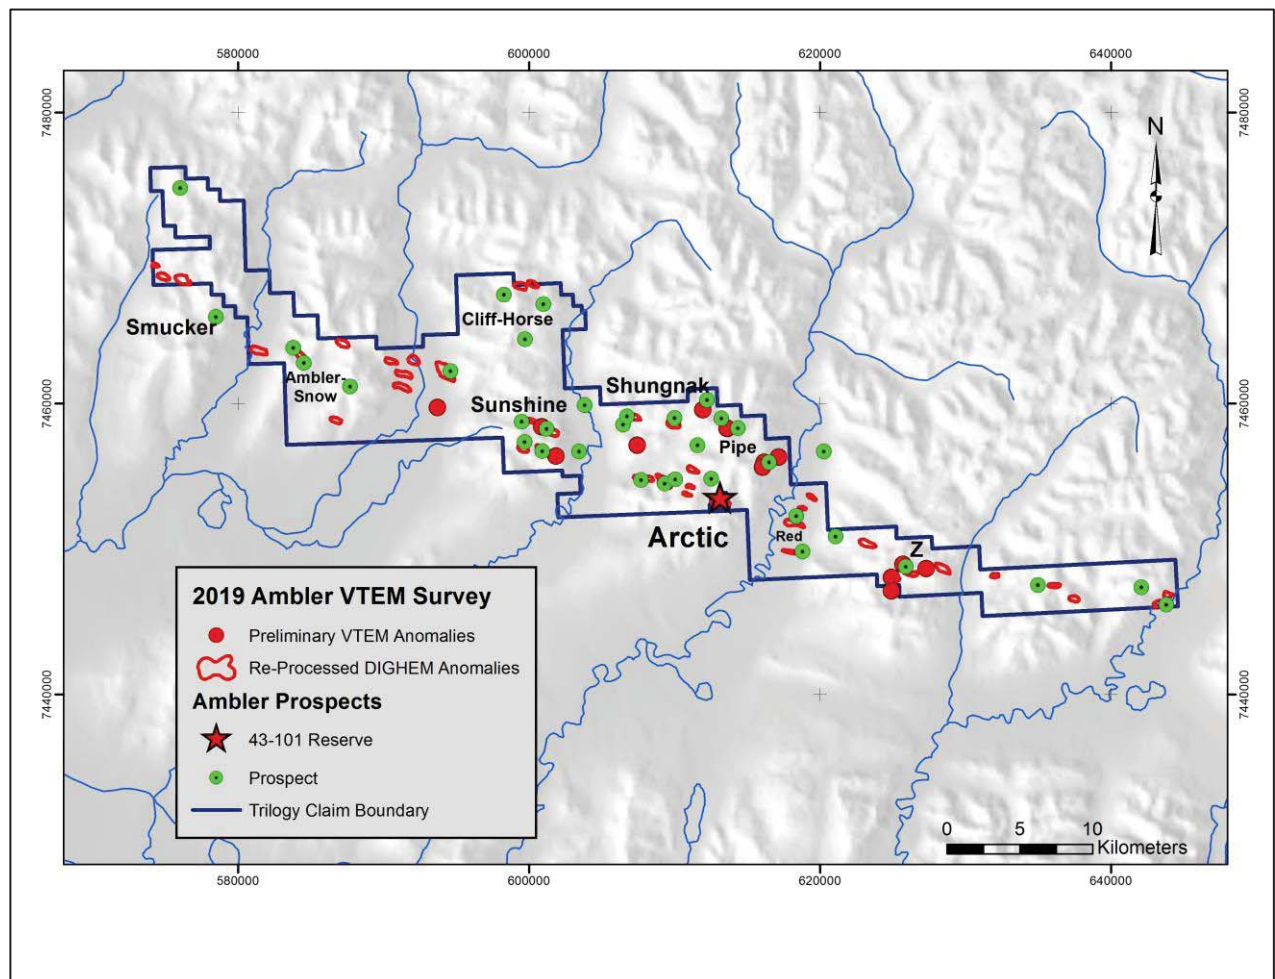 580000
600000
620000
640000
7480000
7480000
N
Smucker
Cliff-Horse
Ambler-
Snow
Shungnak
7460000
7460000
Sunshine
Pipe
Arctic
Red
Z
2019 Ambler VTEM Survey
Preliminary VTEM Anomalies
Re-Processed DIGHEM Anomalies
Ambler Prospects
43-101 Reserve
Prospect
Trilogy Claim Boundary
7440000
7440000
0 5 10
Kilometers
580000
600000
620000
640000